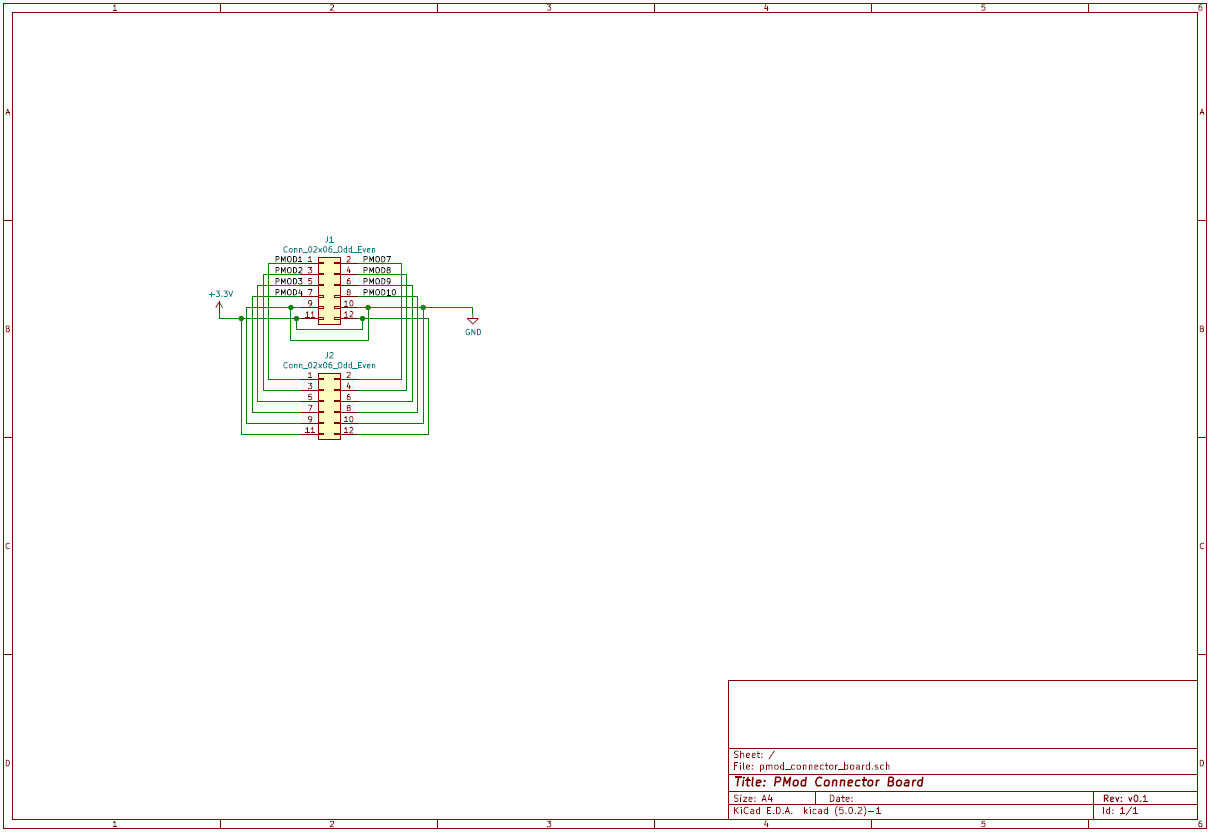 1 2 3 4 5 6
A A
J1
Conn_02x06_Odd_Even
PMOD1 1 2 PMOD7
PMOD2 3 4 PMOD8
PMOD3 5 6 PMOD9
PMOD4 7 8 PMOD10
+3.3V
9 10
11 12
B B
GND
J2
Conn_02x06_Odd_Even
1 2
3 4
5 6
7 8
9 10
11 12
C C
Sheet: /
File: pmod_connector_board.sch
D D
Title: PMod Connector Board
Size: A4 Date: Rev: v0.1
KiCad E.D.A. kicad (5.0.2)-1 Id: 1/1
1 2 3 4 5 6